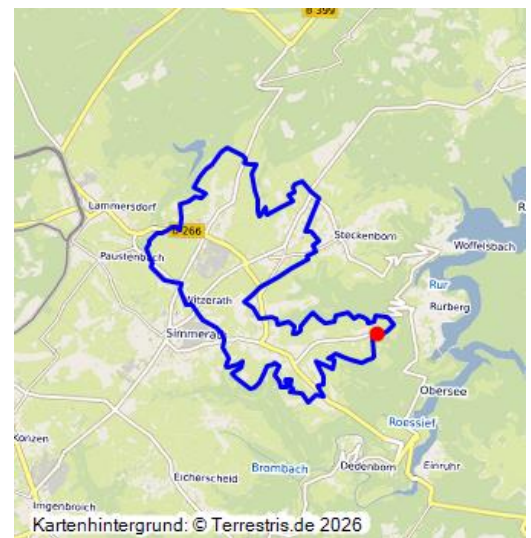 B 399
Lammersdorf
B 266
Paustenbach
Steckenborn
Woffelsbach
R
Witzerath
Rur
Rurberg
Simmerath
Obersee
Roessief
Konzen
Dedenborn
Einruhr
Brombach
Eicherscheid
Imgenbroich
Kartenhintergrund: © Terrestris.de 2026